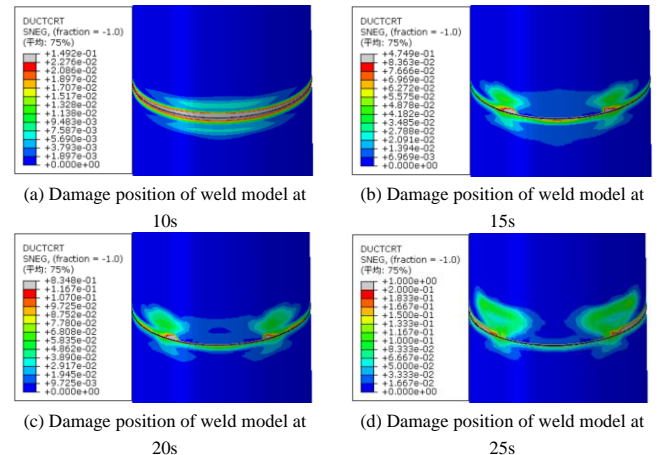 DUCTCRT
SNEG, (fraction = -1.0)
(平均: 75%)
+1.492e-01
+2.276e-02
+2.086e-02
+1.897e-02
+1.707e-02
+1.517e-02
+1.328e-02
+1.138e-02
+9.483e-03
+7.587e-03
+5.690e-03
+3.793e-03
+1.897e-03
+0.000e+00
(a) Damage position of weld model at
10s
DUCTCRT
SNEG, (fraction = -1.0)
(平均: 75%)
+4.749e-01
+8.363e-02
+7.666e-02
+6.969e-02
+6.272e-02
+5.575e-02
+4.878e-02
+4.182e-02
+3.485e-02
+2.788e-02
+2.091e-02
+1.394e-02
+6.969e-03
+0.000e+00
(b) Damage position of weld model at
15s
DUCTCRT
SNEG, (fraction = -1.0)
(平均: 75%)
+8.348e-01
+1.167e-01
+1.070e-01
+9.725e-02
+8.752e-02
+7.780e-02
+6.808e-02
+5.835e-02
+4.862e-02
+3.890e-02
+2.917e-02
+1.945e-02
+9.725e-03
+0.000e+00
(c) Damage position of weld model at
20s
DUCTCRT
SNEG, (fraction = -1.0)
(平均: 75%)
+1.000e+00
+2.000e-01
+1.833e-01
+1.667e-01
+1.500e-01
+1.333e-01
+1.167e-01
+1.000e-01
+8.333e-02
+6.667e-02
+5.000e-02
+3.333e-02
+1.667e-02
+0.000e+00
(d) Damage position of weld model at
25s